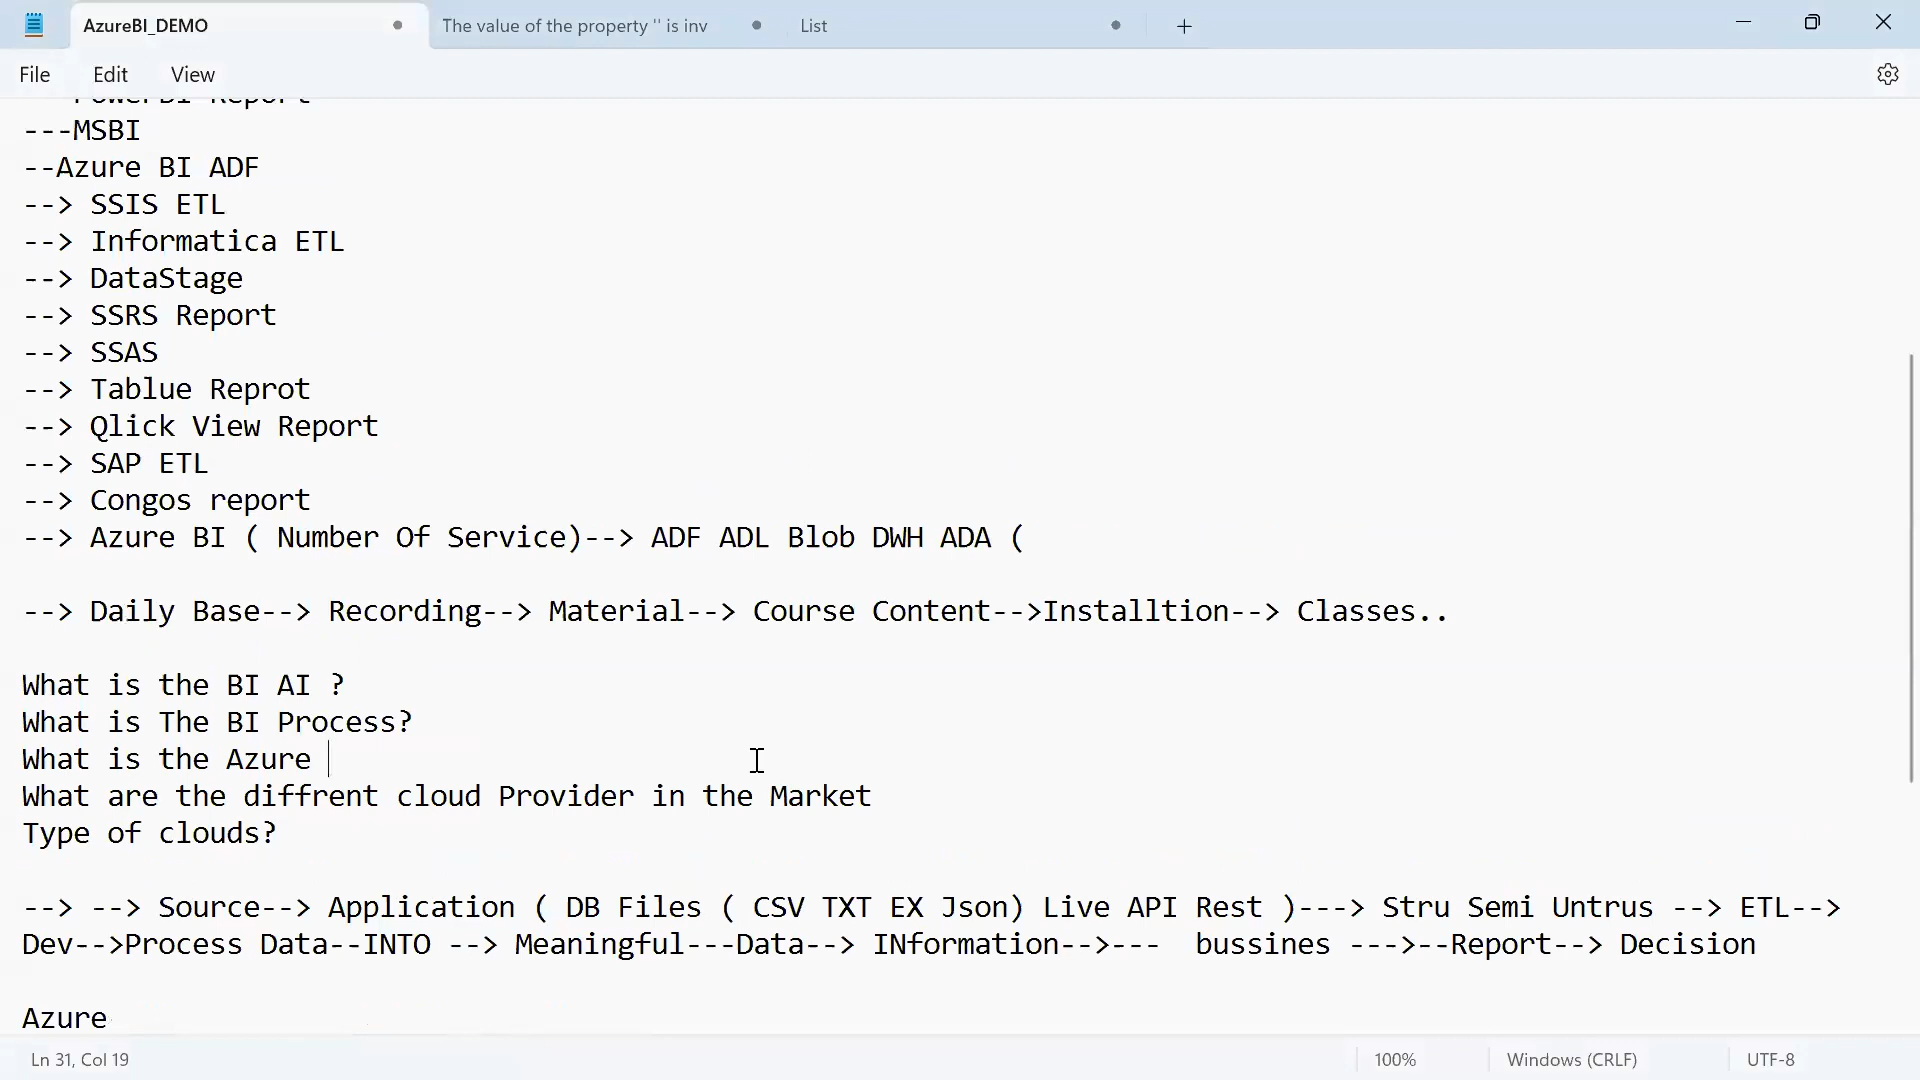 AzureBI_DEMO
The value of the property '' is inv
List
File
Edit
View
PowerBI Report
---MSBI
--Azure BI ADF
--> SSIS ETL
--> Informatica ETL
--> DataStage
--> SSRS Report
--> SSAS
--> Tablue Reprot
--> Qlick View Report
--> SAP ETL
--> Congos report
--> Azure BI ( Number Of Service)--> ADF ADL Blob DWH ADA (
--> Daily Base--> Recording--> Material--> Course Content-->Installtion--> Classes..
What is the BI AI ?
What is The BI Process?
What is the Azure
What are the diffrent cloud Provider in the Market
Type of clouds?
--> --> Source--> Application ( DB Files ( CSV TXT EX Json) Live API Rest )---> Stru Semi Untrus --> ETL-->
Dev-->Process Data--INTO --> Meaningful---Data--> INformation-->---  bussines --->--Report--> Decision
Azure
Ln 31, Col 19
100%
Windows (CRLF)
UTF-8